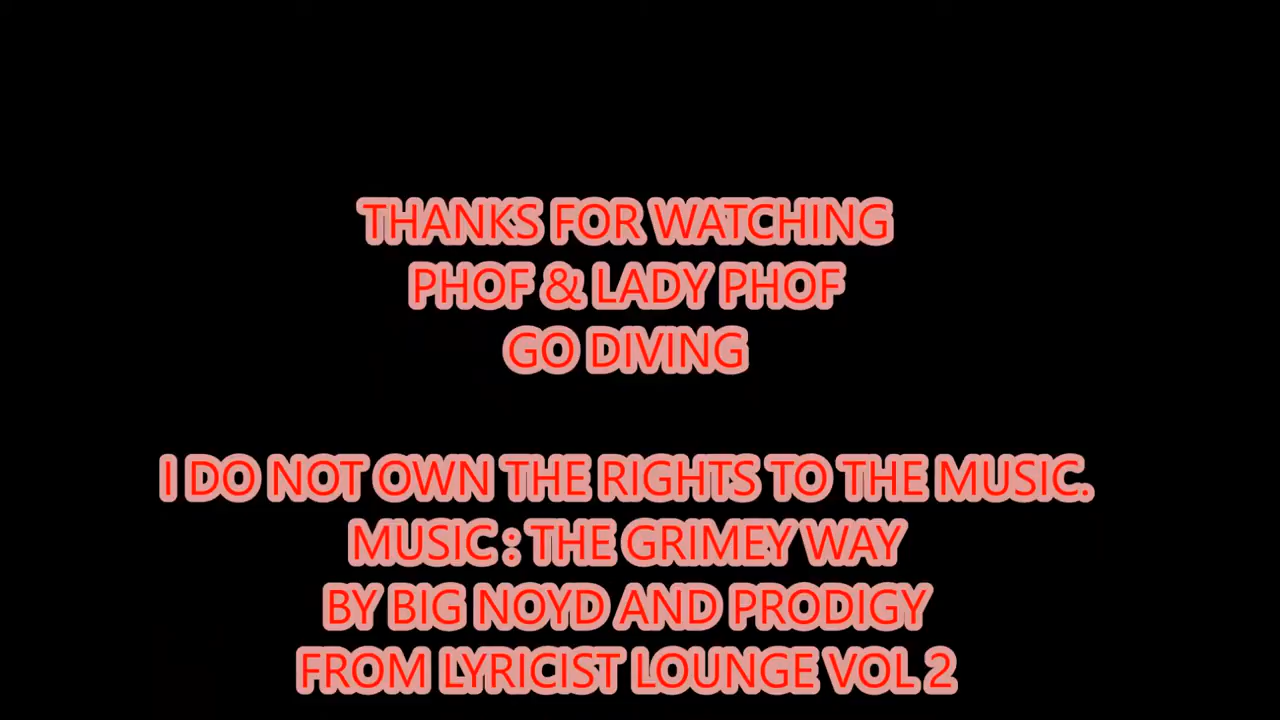 THANKS FOR WATCHING
PHOF & LADY PHOF
GO DIVING
I DO NOT OWN THE RIGHTS TO THE MUSIC.
MUSIC : THE GRIMEY WAY
BY BIG NOYD AND PRODIGY
FROM LYRICIST LOUNGE VOL 2